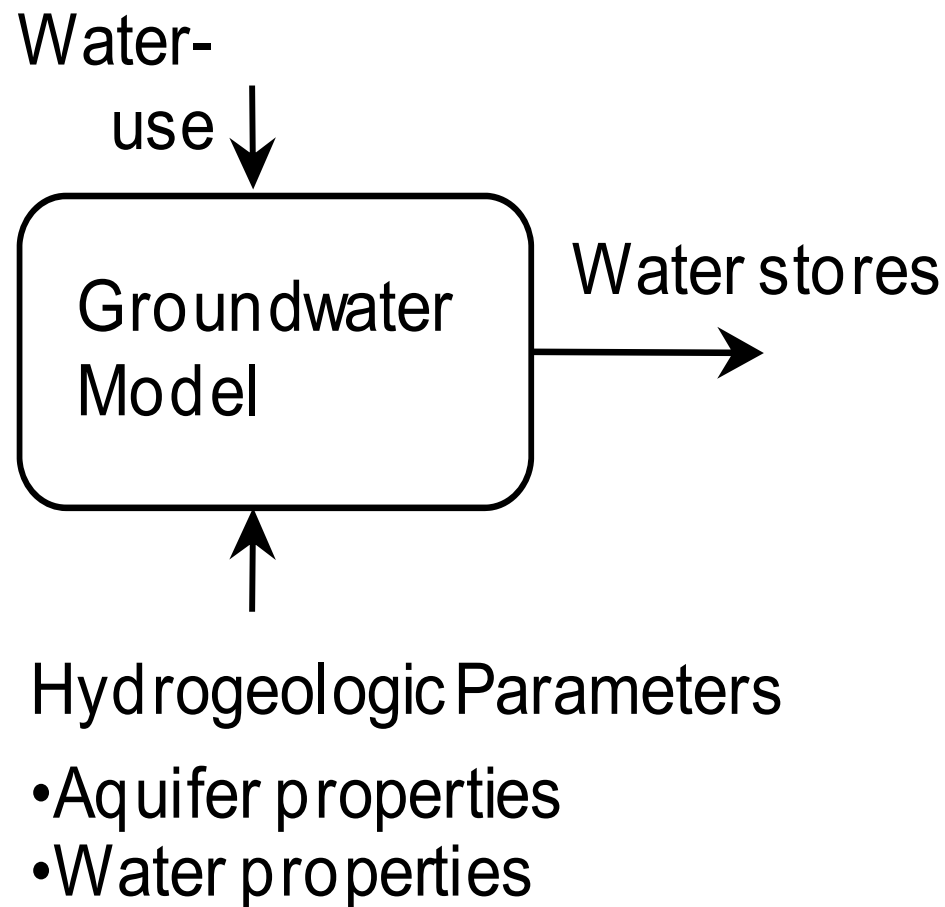 Water-
use
Groundwater
Model
Water stores
Hydrogeologic Parameters
•Aquifer properties
•Water properties